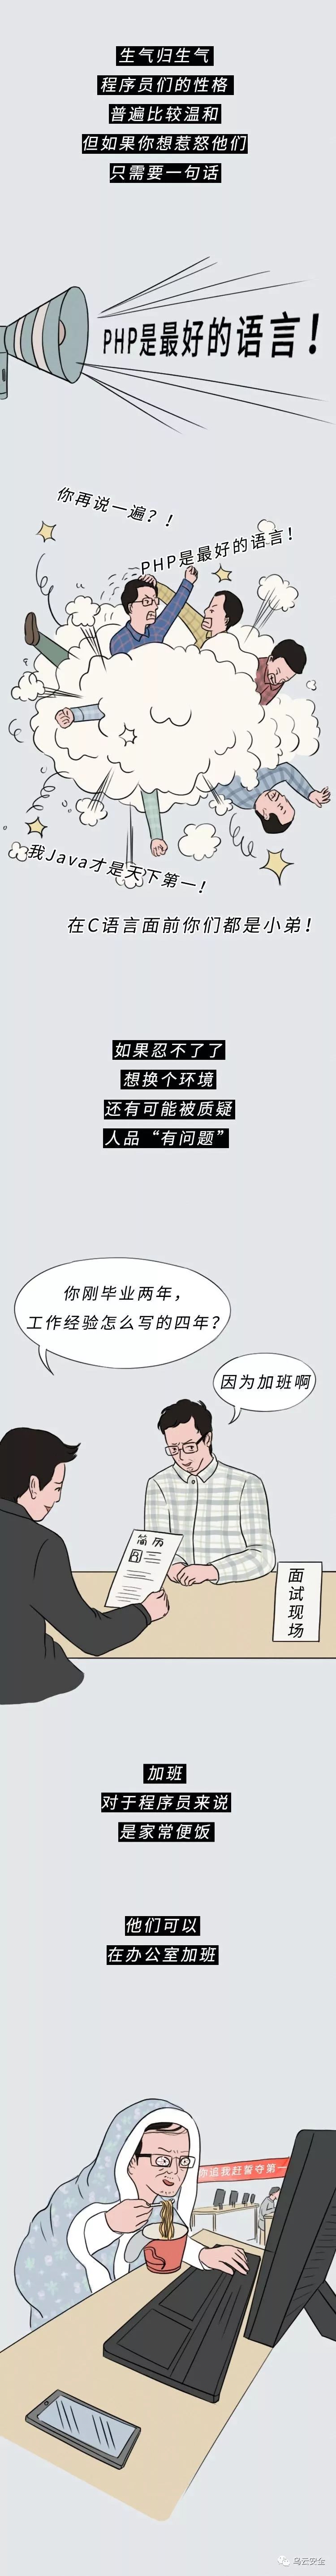 生气归生气
程序员们的性格
普遍比较温和
但如果你想惹怒他们
只需要一句话
PHP是最好的语言！
你再说一遍？！
PHP是最好的语言！
我Java才是天下第一！
在C语言面前你们都是小弟！
如果忍不了了
想换个环境
还有可能被质疑
人品“有问题”
你刚毕业两年，
工作经验怎么写的四年？
因为加班啊
简历
面试现场
加班
对于程序员来说
是家常便饭
他们可以
在办公室加班
你追我赶誓夺第一
乌云安全